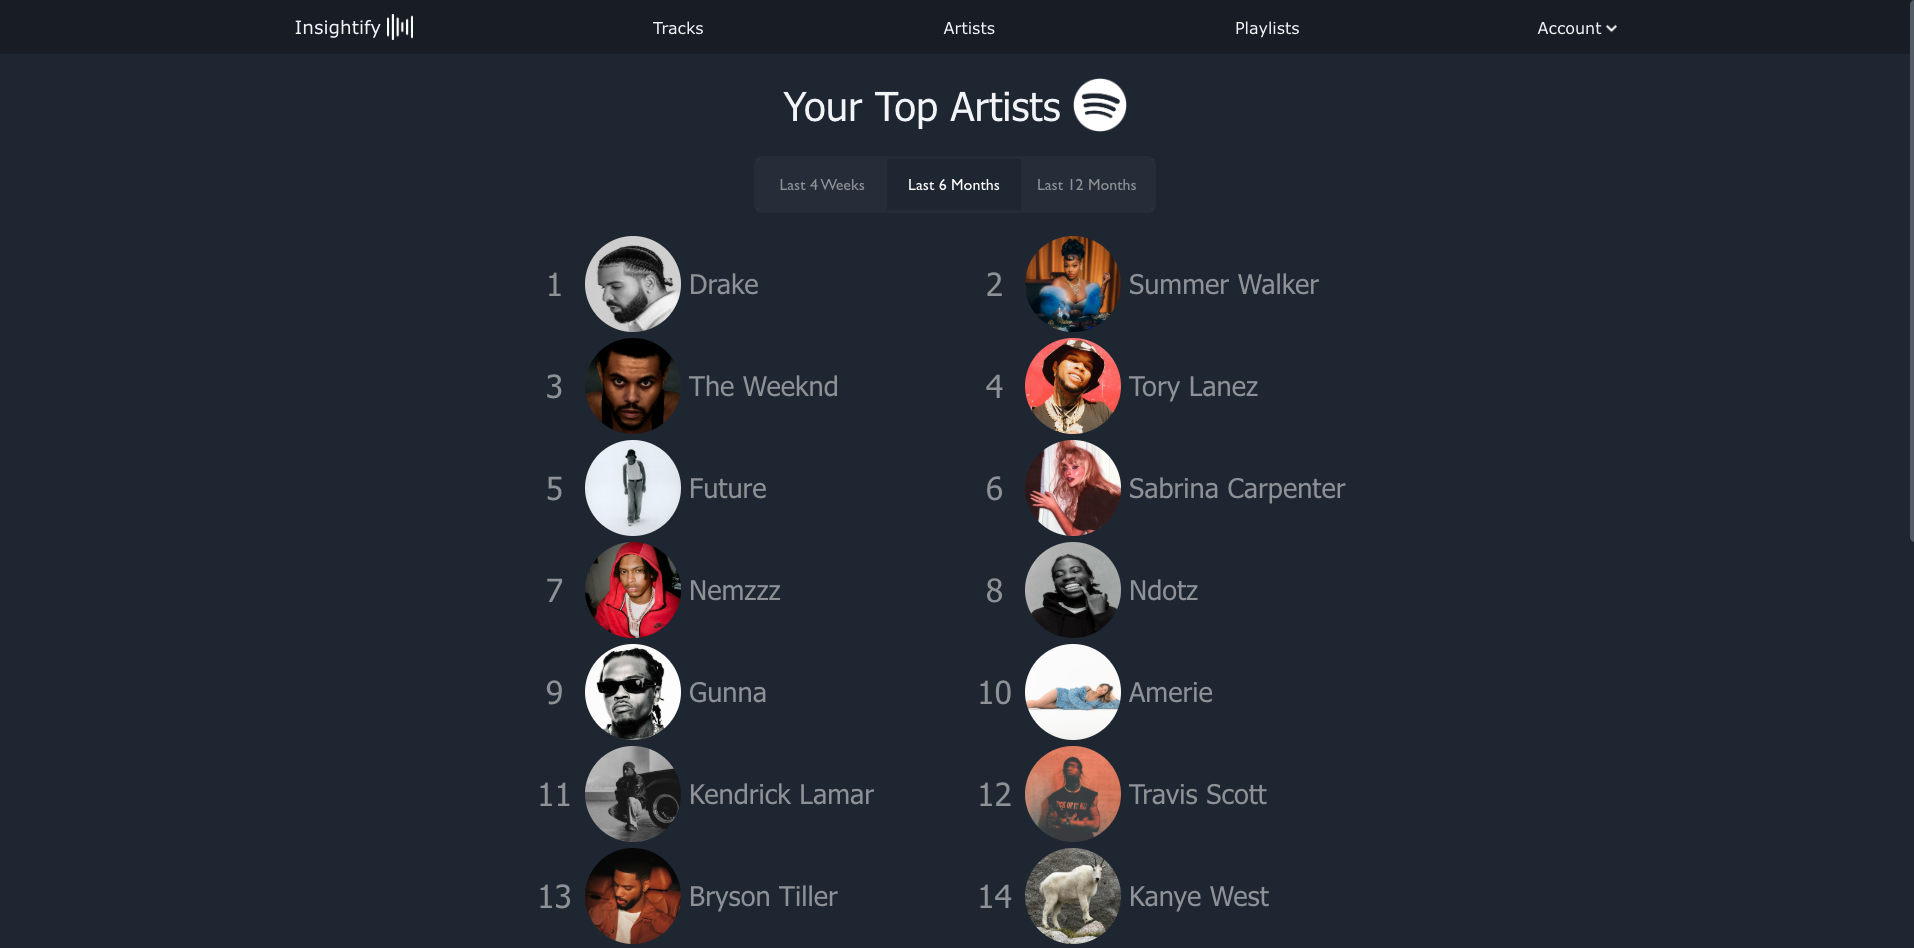 Insightify Tracks Artists Playlists Account
Your Top Artists
Last 4 Weeks Last 6 Months Last 12 Months
1 Drake 2 Summer Walker
3 The Weeknd 4 Tory Lanez
5 Future 6 Sabrina Carpenter
7 Nemzzz 8 Ndotz
9 Gunna 10 Amerie
11 Kendrick Lamar 12 Travis Scott
13 Bryson Tiller 14 Kanye West